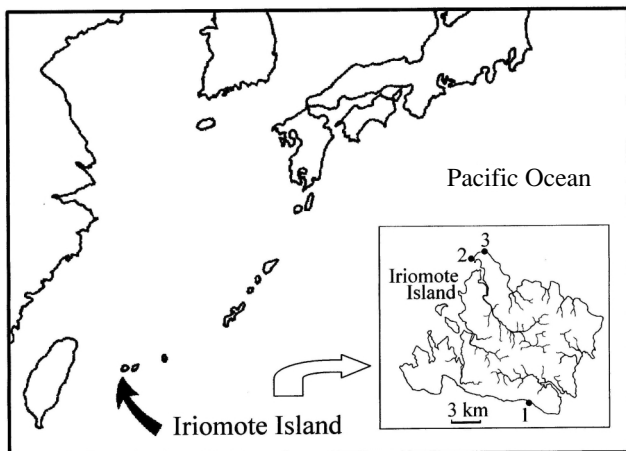 Pacific Ocean
3
2
Iriomote
Island
3 km
1
Iriomote Island